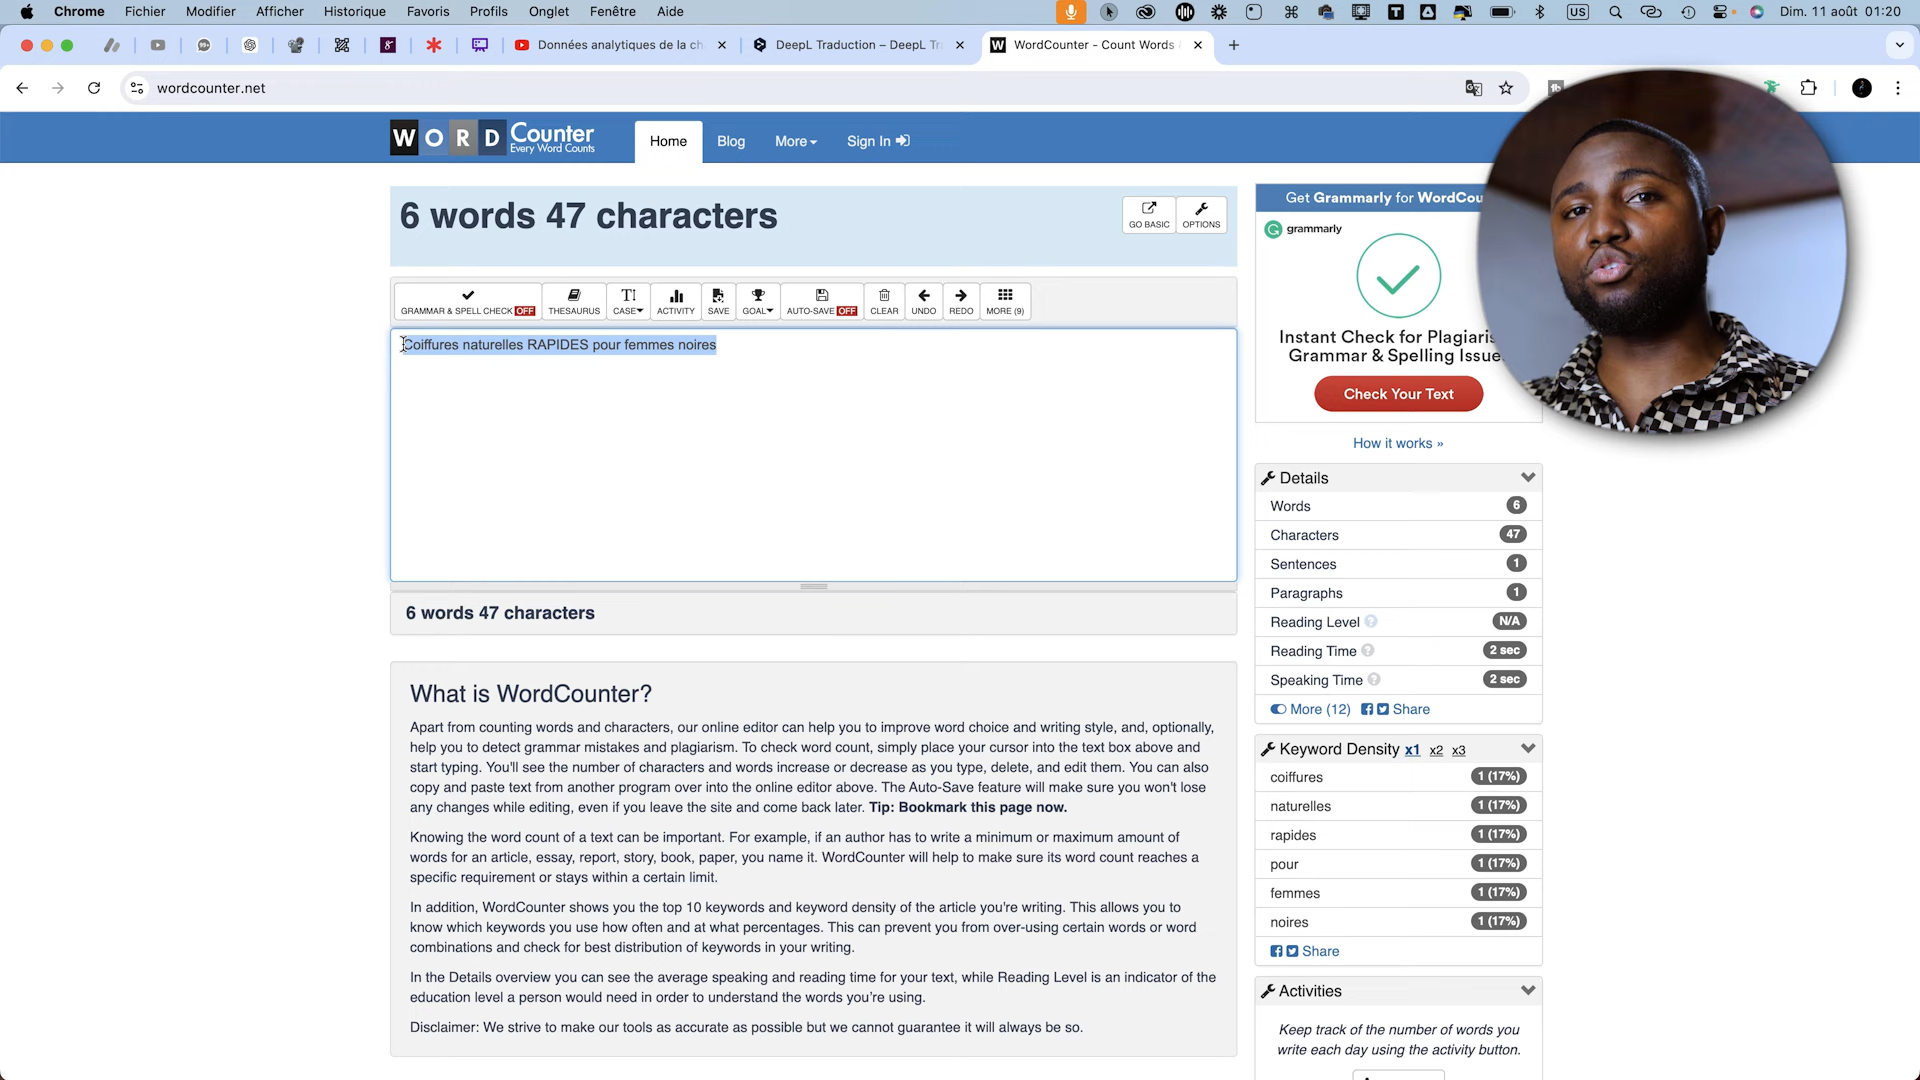 Chrome Fichier Modifier Afficher Historique Favoris Profils Onglet Fenêtre Aide US Dim. 11 août 01:20
Données analytiques de la ch DeepL Traduction – DeepL Tr WordCounter - Count Words
wordcounter.net
WORD Counter
Every Word Counts
Home Blog More Sign In
6 words 47 characters
GO BASIC OPTIONS
GRAMMAR & SPELL CHECK OFF THESAURUS CASE ACTIVITY SAVE GOAL AUTO-SAVE OFF CLEAR UNDO REDO MORE (9)
Coiffures naturelles RAPIDES pour femmes noires
6 words 47 characters
What is WordCounter?
Apart from counting words and characters, our online editor can help you to improve word choice and writing style, and, optionally,
help you to detect grammar mistakes and plagiarism. To check word count, simply place your cursor into the text box above and
start typing. You'll see the number of characters and words increase or decrease as you type, delete, and edit them. You can also
copy and paste text from another program over into the online editor above. The Auto-Save feature will make sure you won't lose
any changes while editing, even if you leave the site and come back later. Tip: Bookmark this page now.
Knowing the word count of a text can be important. For example, if an author has to write a minimum or maximum amount of
words for an article, essay, report, story, book, paper, you name it. WordCounter will help to make sure its word count reaches a
specific requirement or stays within a certain limit.
In addition, WordCounter shows you the top 10 keywords and keyword density of the article you're writing. This allows you to
know which keywords you use how often and at what percentages. This can prevent you from over-using certain words or word
combinations and check for best distribution of keywords in your writing.
In the Details overview you can see the average speaking and reading time for your text, while Reading Level is an indicator of the
education level a person would need in order to understand the words you're using.
Disclaimer: We strive to make our tools as accurate as possible but we cannot guarantee it will always be so.
Get Grammarly for WordCou
grammarly
Instant Check for Plagiaris
Grammar & Spelling Issue
Check Your Text
How it works »
Details
Words 6
Characters 47
Sentences 1
Paragraphs 1
Reading Level N/A
Reading Time 2 sec
Speaking Time 2 sec
More (12) Share
Keyword Density x1 x2 x3
coiffures 1 (17%)
naturelles 1 (17%)
rapides 1 (17%)
pour 1 (17%)
femmes 1 (17%)
noires 1 (17%)
Share
Activities
Keep track of the number of words you
write each day using the activity button.